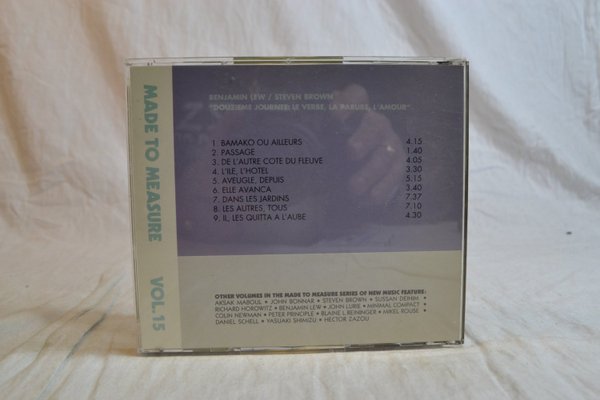 MADE TO MEASURE VOL.15
BENJAMIN LEW / STEVEN BROWN
"DOUZIEME JOURNEE: LE VERBE, LA PARURE, L'AMOUR"
1. BAMAKO OU AILLEURS 4.15
2. PASSAGE 1.40
3. DE L'AUTRE COTE DU FLEUVE 4.05
4. L'ILE, L'HOTEL 3.30
5. AVEUGLE, DEPUIS 5.15
6. ELLE AVANCA 3.40
7. DANS LES JARDINS 7.37
8. LES AUTRES, TOUS 7.10
9. IL LES QUITTA A L'AUBE 4.30
OTHER VOLUMES IN THE MADE TO MEASURE SERIES OF NEW MUSIC FEATURE:
AKSAK MABOUL • JOHN BONNAR • STEVEN BROWN • SUSSAN DEIHIM •
RICHARD HOROWITZ • BENJAMIN LEW • JOHN LURIE • MINIMAL COMPACT •
COLIN NEWMAN • PETER PRINCIPLE • BLAINE L. REININGER • MIKEL ROUSE •
DANIEL SCHELL • YASUAKI SHIMIZU • HECTOR ZAZOU